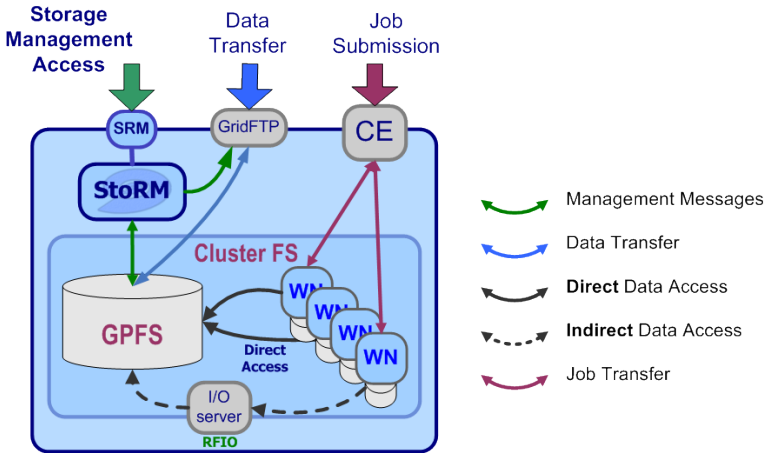 Storage
Management
Access
Data
Transfer
Job
Submission
SRM
GridFTP
CE
StoRM
Cluster FS
GPFS
WN
WN
WN
WN
Direct
Access
I/O
server
RFIO
Management Messages
Data Transfer
Direct Data Access
Indirect Data Access
Job Transfer